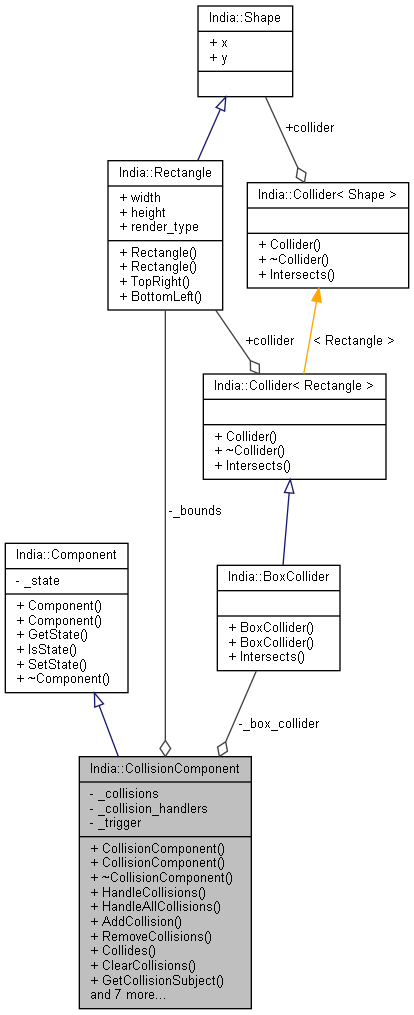 India::Shape
+ x
+ y
+collider
India::Rectangle
+ width
+ height
+ render_type
+ Rectangle()
+ Rectangle()
+ TopRight()
+ BottomLeft()
India::Collider< Shape >
+ Collider()
+ ~Collider()
+ Intersects()
+collider
< Rectangle >
India::Collider< Rectangle >
+ Collider()
+ ~Collider()
+ Intersects()
-_bounds
India::Component
- _state
+ Component()
+ Component()
+ GetState()
+ IsState()
+ SetState()
+ ~Component()
India::BoxCollider
+ BoxCollider()
+ BoxCollider()
+ Intersects()
-_box_collider
India::CollisionComponent
- _collisions
- _collision_handlers
- _trigger
+ CollisionComponent()
+ CollisionComponent()
+ ~CollisionComponent()
+ HandleCollisions()
+ HandleAllCollisions()
+ AddCollision()
+ RemoveCollisions()
+ Collides()
+ ClearCollisions()
+ GetCollisionSubject()
and 7 more...